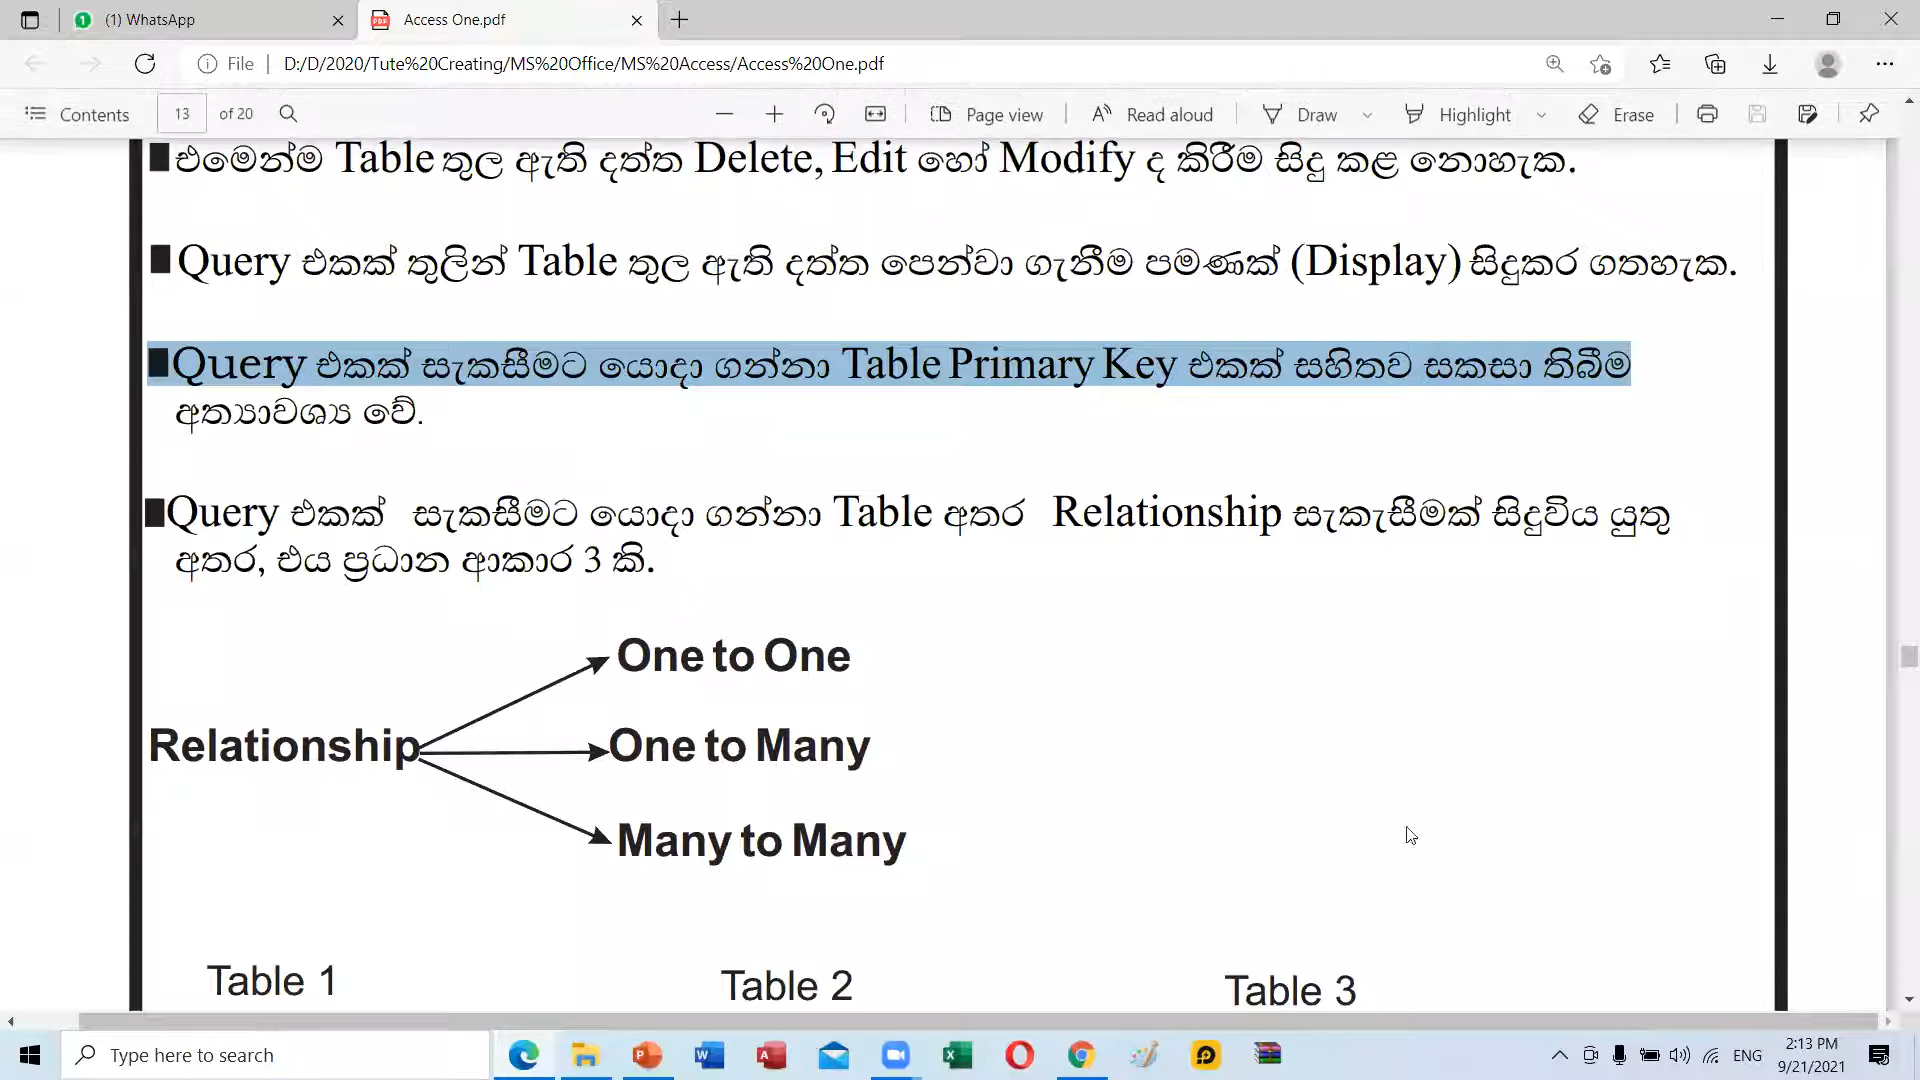 (1) WhatsApp
Access One.pdf
File
D:/D/2020/Tute%20Creating/MS%20Office/MS%20Access/Access%20One.pdf
Contents 13 of 20 Page view Read aloud Draw Highlight Erase
එමෙන්ම Table තුල ඇති දත්ත Delete, Edit හෝ Modify ද කිරීම සිදු කළ නොහැක.
Query එකක් තුලින් Table තුල ඇති දත්ත පෙන්වා ගැනීම පමණක් (Display) සිදුකර ගතහැක.
Query එකක් සැකසීමට යොදා ගන්නා Table Primary Key එකක් සහිතව සකසා තිබීම
අත්‍යාවශ්‍ය වේ.
Query එකක් සැකසීමට යොදා ගන්නා Table අතර Relationship සැකැසීමක් සිදුවිය යුතු
අතර, එය ප්‍රධාන ආකාර 3 කි.
One to One
Relationship
One to Many
Many to Many
Table 1
Table 2
Table 3
Type here to search
ENG
2:13 PM
9/21/2021